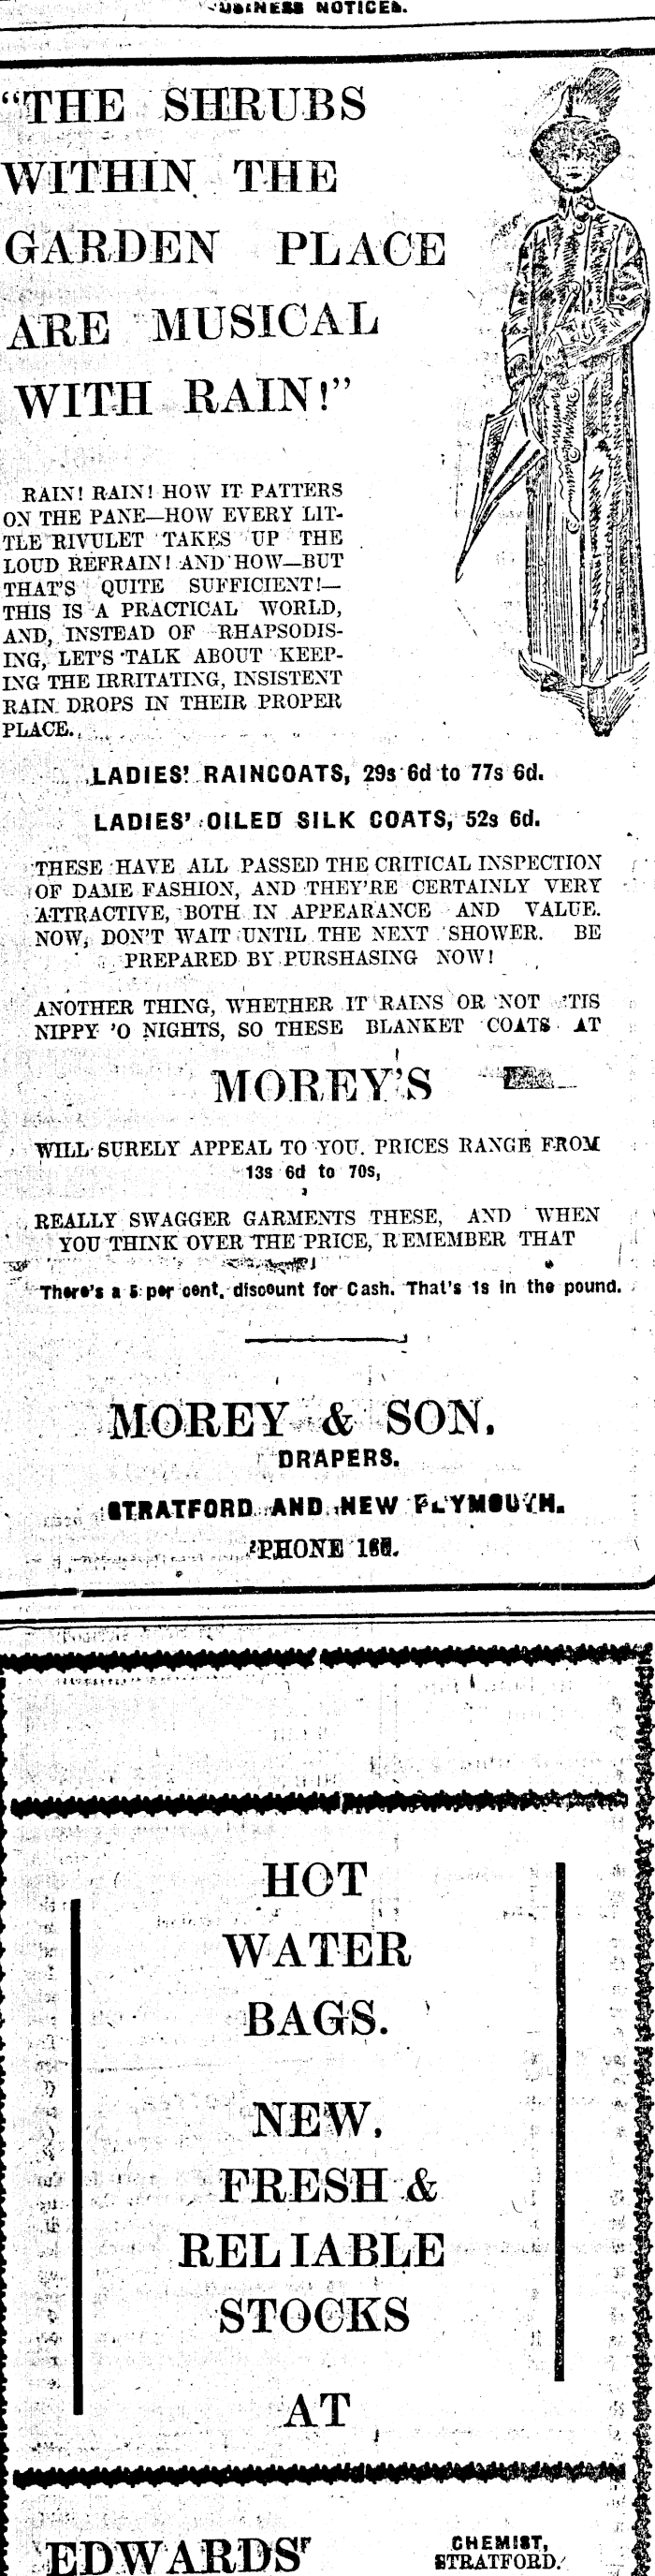 BUSINESS NOTICES.
"THE SHRUBS
WITHIN THE
GARDEN PLACE
ARE MUSICAL
WITH RAIN!"
RAIN! RAIN! HOW IT PATTERS
ON THE PANE—HOW EVERY LIT-
TLE RIVULET TAKES UP THE
LOUD REFRAIN! AND HOW—BUT
THAT'S QUITE SUFFICIENT!—
THIS IS A PRACTICAL WORLD,
AND, INSTEAD OF RHAPSODIS-
ING, LET'S TALK ABOUT KEEP-
ING THE IRRITATING, INSISTENT
RAIN DROPS IN THEIR PROPER
PLACE.
LADIES' RAINCOATS, 29s 6d to 77s 6d.
LADIES' OILED SILK COATS, 52s 6d.
THESE HAVE ALL PASSED THE CRITICAL INSPECTION
OF DAME FASHION, AND THEY'RE CERTAINLY VERY
ATTRACTIVE, BOTH IN APPEARANCE AND VALUE.
NOW, DON'T WAIT UNTIL THE NEXT SHOWER. BE
PREPARED BY PURSHASING NOW!
ANOTHER THING, WHETHER IT RAINS OR NOT 'TIS
NIPPY 'O NIGHTS, SO THESE BLANKET COATS AT
MOREY'S
WILL SURELY APPEAL TO YOU. PRICES RANGE FROM
13s 6d to 70s,
REALLY SWAGGER GARMENTS THESE, AND WHEN
YOU THINK OVER THE PRICE, REMEMBER THAT
There's a 5 per cent. discount for Cash. That's 1s in the pound.
MOREY & SON.
DRAPERS.
STRATFORD AND NEW PLYMOUTH.
'PHONE
HOT
WATER
BAGS.
NEW.
FRESH &
RELIABLE
STOCKS
AT
EDWARDS'
CHEMIST,
STRATFORD.